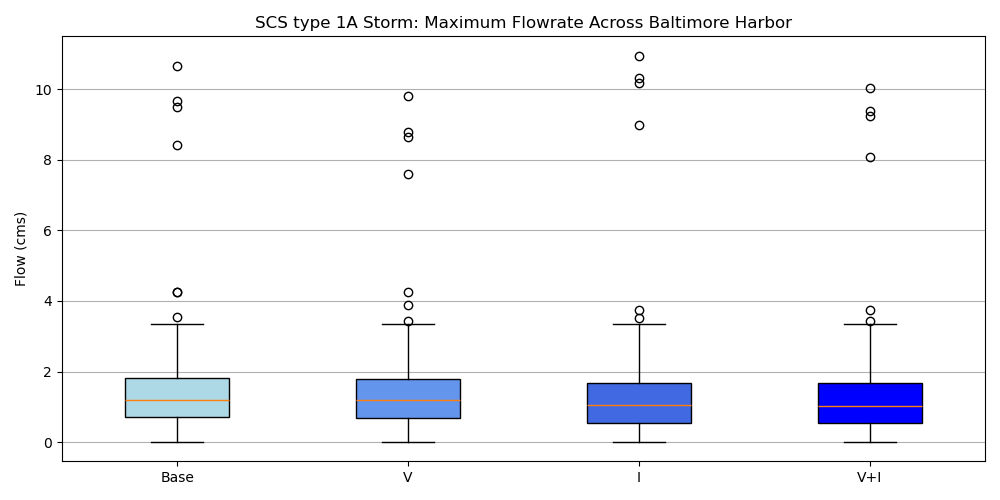 SCS type 1A Storm: Maximum Flowrate Across Baltimore Harbor
10
8
6
4
2
0
Flow (cms)
Base V I V+I